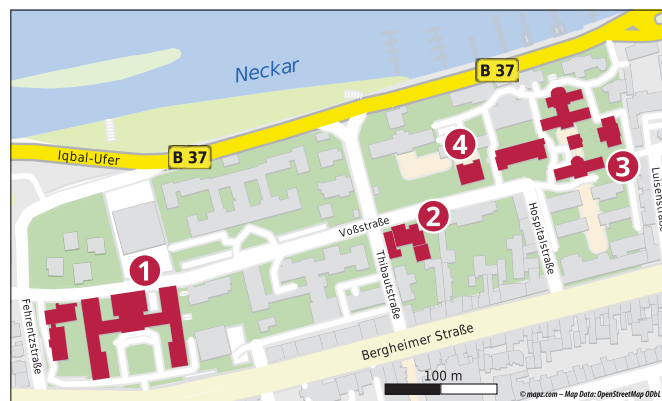 Neckar
B 37
Iqbal-Ufer
B 37
4
3
2
Voßstraße
Luisenstraße
Hospitalstraße
1
Thibautstraße
Fehrentzstraße
Bergheimer Straße
100 m
© mapz.com – Map Data: OpenStreetMap ODbL